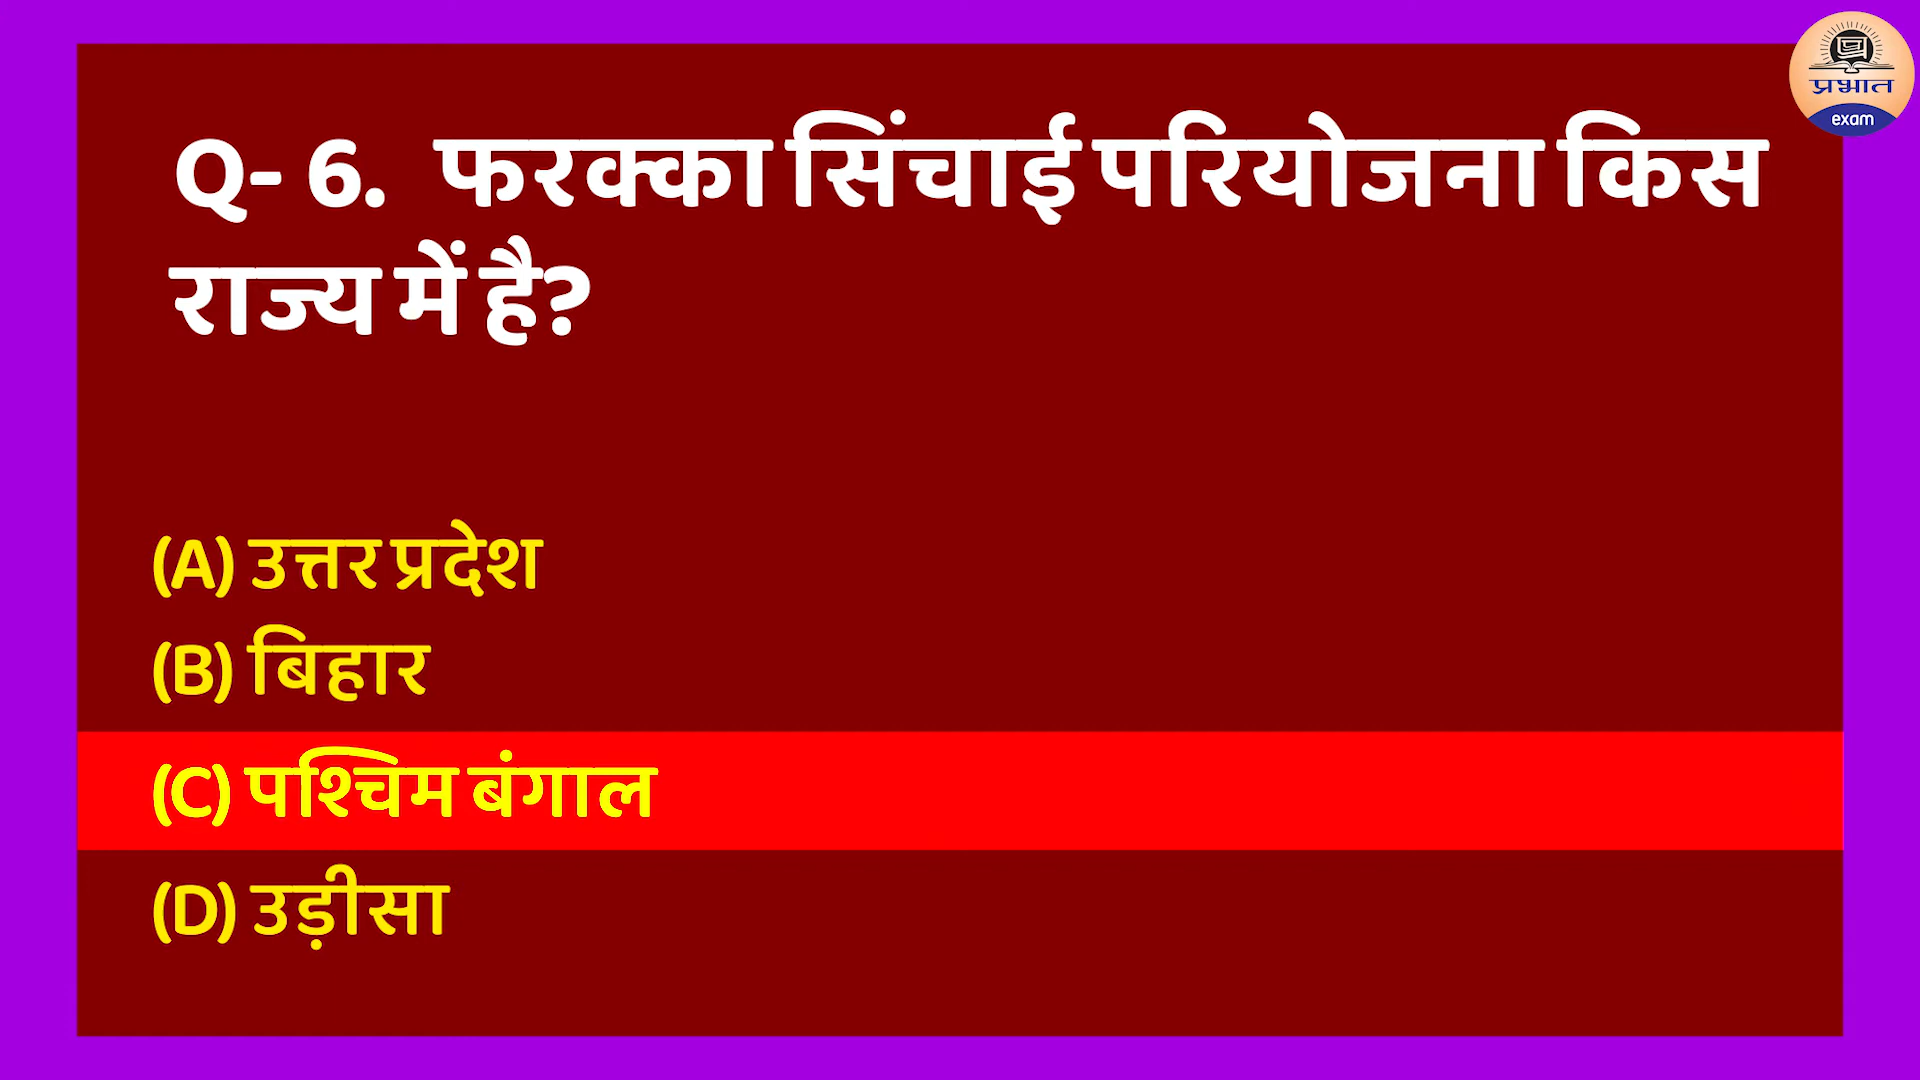 प्रभात
exam
Q- 6. फरक्का सिंचाई परियोजना किस
राज्य में है?
(A) उत्तर प्रदेश
(B) बिहार
(C) पश्चिम बंगाल
(D) उड़ीसा